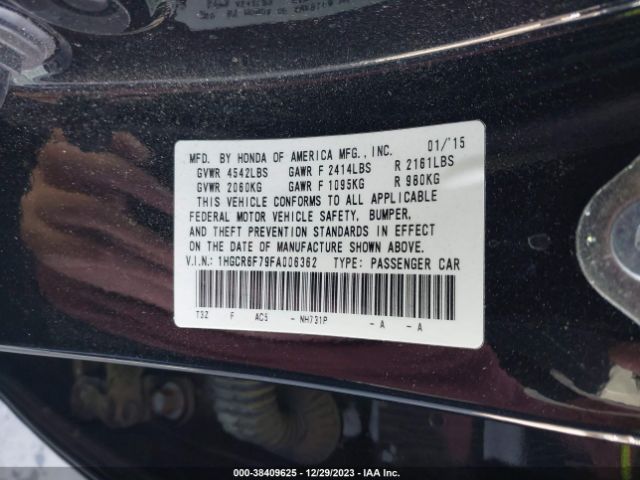 MFD. BY HONDA OF AMERICA MFG., INC. 01/'15
GVWR 4542LBS GAWR F 2414LBS R 2161LBS
GVWR 2060KG GAWR F 1095KG R 980KG
THIS VEHICLE CONFORMS TO ALL APPLICABLE
FEDERAL MOTOR VEHICLE SAFETY, BUMPER,
AND THEFT PREVENTION STANDARDS IN EFFECT
ON THE DATE OF MANUFACTURE SHOWN ABOVE.
V.I.N.: 1HGCR6F79FA006362 TYPE: PASSENGER CAR
T3Z F AC5 - NH731P - A - A
000-38409625 - 12/29/2023 - IAA Inc.